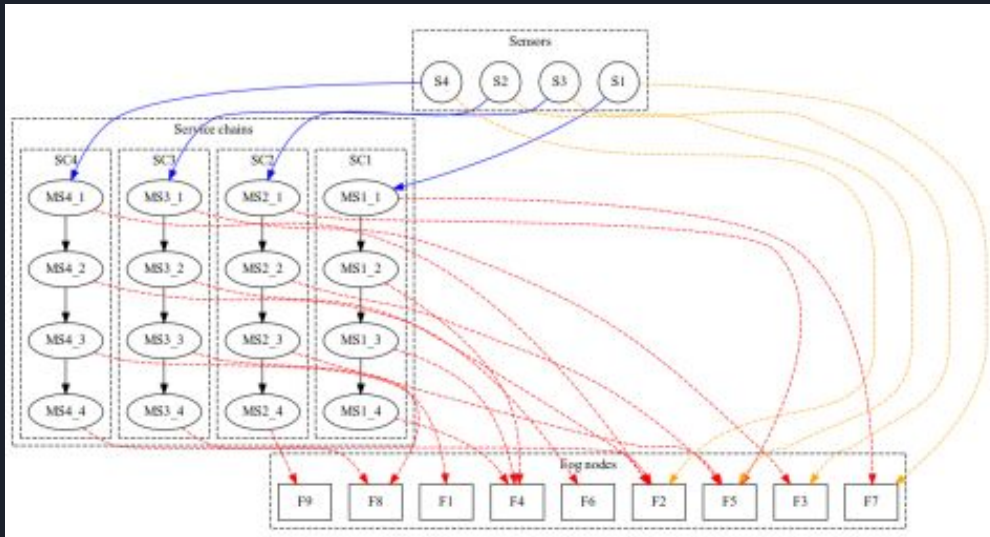 Sensors
S4 S2 S3 S1
Service chains
SC4 SC3 SC2 SC1
MS4_1 MS3_1 MS2_1 MS1_1
MS4_2 MS3_2 MS2_2 MS1_2
MS4_3 MS3_3 MS2_3 MS1_3
MS4_4 MS3_4 MS2_4 MS1_4
Fog nodes
F9 F8 F1 F4 F6 F2 F5 F3 F7